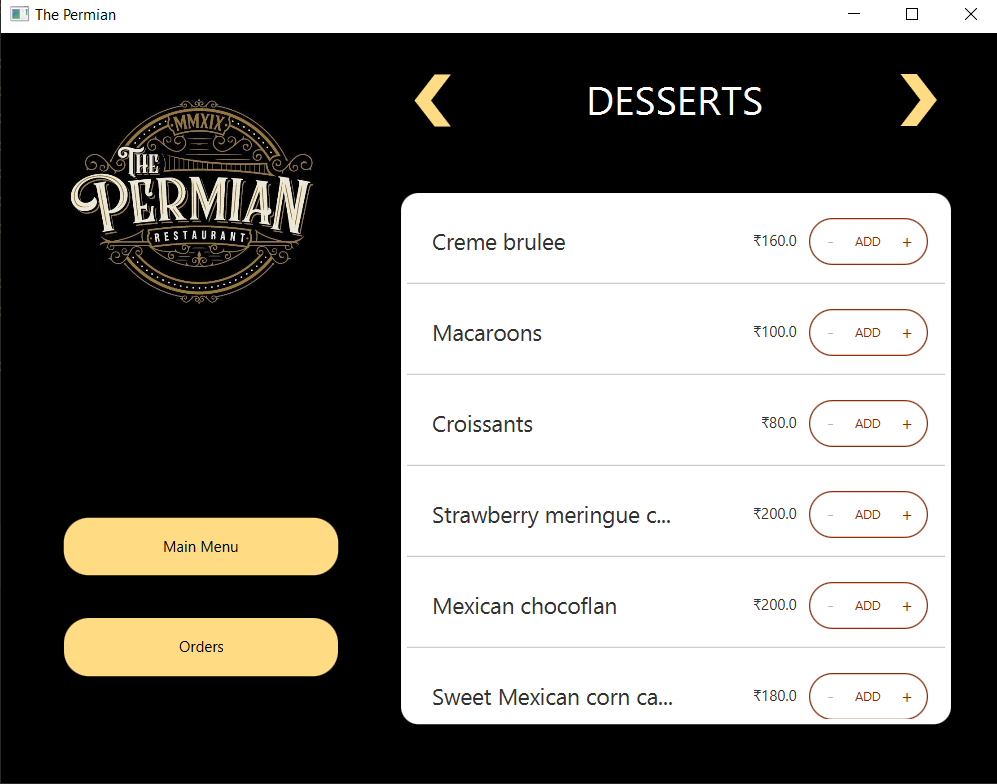 The Permian
MMXIX
THE
PERMIAN
RESTAURANT
DESSERTS
Creme brulee ₹160.0 - ADD +
Macaroons ₹100.0 - ADD +
Croissants ₹80.0 - ADD +
Strawberry meringue c... ₹200.0 - ADD +
Mexican chocoflan ₹200.0 - ADD +
Sweet Mexican corn ca... ₹180.0 - ADD +
Main Menu
Orders